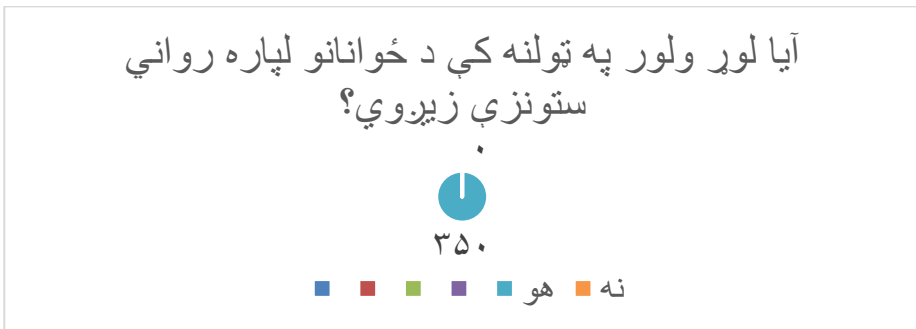 آیا لوړ ولور په ټولنه کې د ځوانانو لپاره رواني
ستونزې زیږوي؟
۰
۳۵۰
هو نه